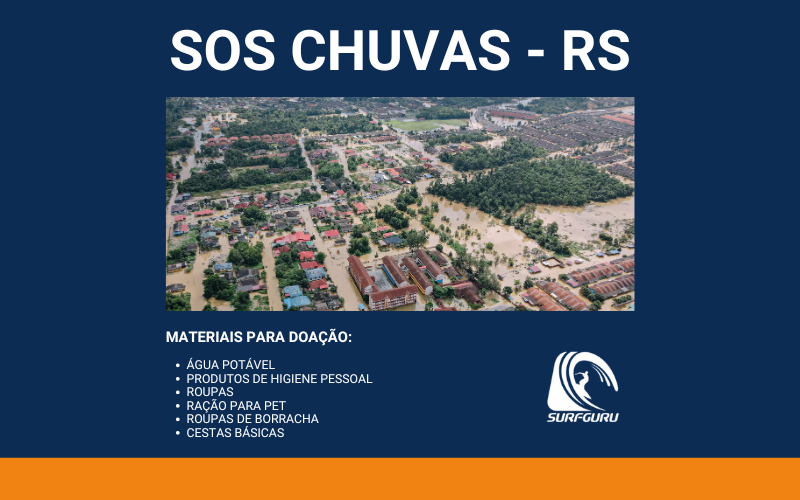 SOS CHUVAS - RS
MATERIAIS PARA DOAÇÃO:
• ÁGUA POTÁVEL
• PRODUTOS DE HIGIENE PESSOAL
• ROUPAS
• RAÇÃO PARA PET
• ROUPAS DE BORRACHA
• CESTAS BÁSICAS
SURFGURU